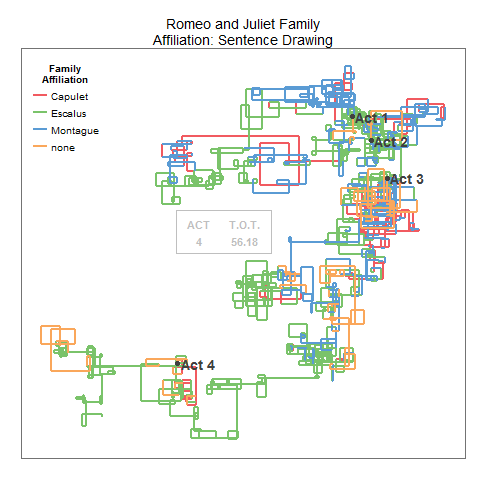 Romeo and Juliet Family
Affiliation: Sentence Drawing
Family
Affiliation
Capulet
Escalus
Montague
none
Act 1
Act 2
Act 3
ACT T.O.T.
4 56.18
Act 4